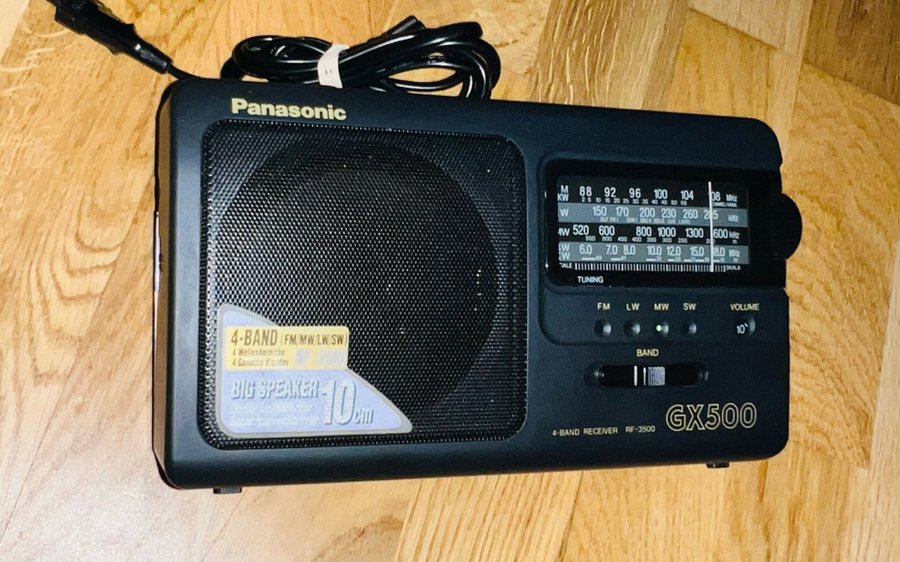 Panasonic
88 92 96 100 104 108 MHz
150 170 200 230 260 285 kHz
MW 520 600 800 1000 1300 1600 kHz
6.0 7.0 8.0 10.0 12.0 15.0 18.0
TUNING
FM LW MW SW VOLUME
10
BAND
4-BAND (FM/MW/LW/SW)
4 Wellenbereiche
4 Gammes d'ondes
BIG SPEAKER 10cm
GX500
4-BAND RECEIVER RF-3500